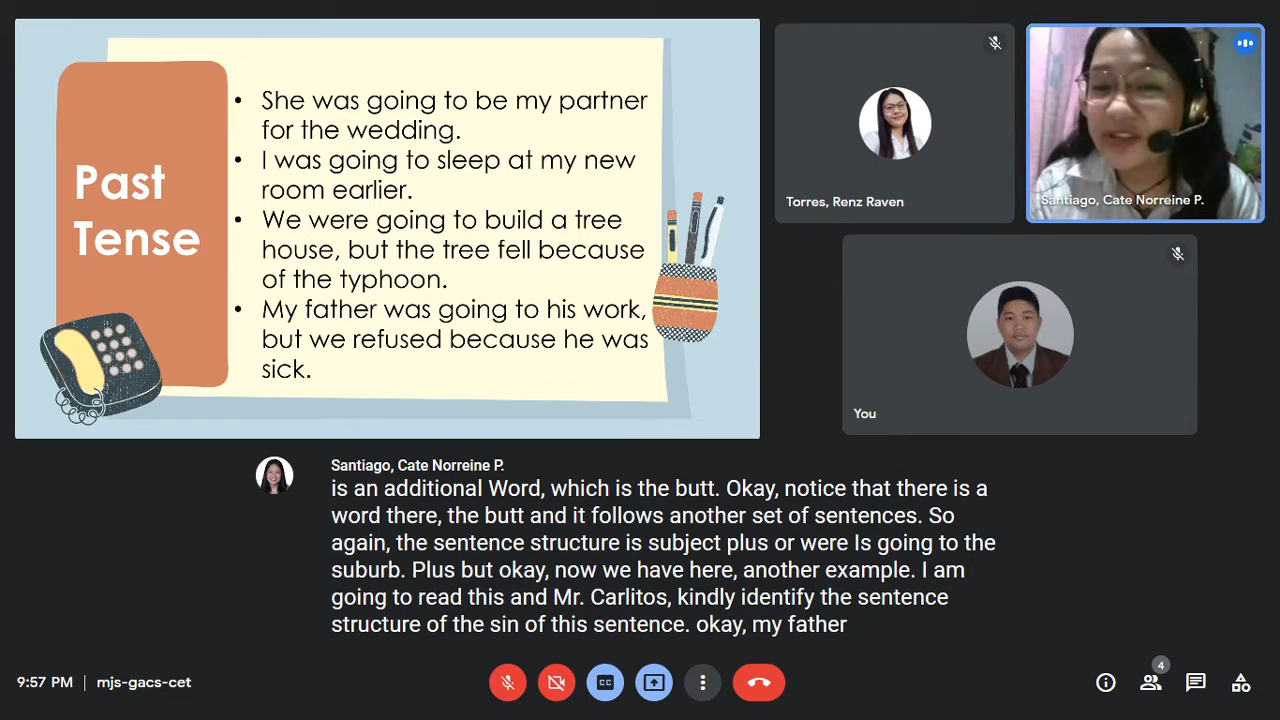 Past
Tense
• She was going to be my partner
for the wedding.
• I was going to sleep at my new
room earlier.
• We were going to build a tree
house, but the tree fell because
of the typhoon.
• My father was going to his work,
but we refused because he was
sick.
Torres, Renz Raven
Santiago, Cate Norreine P.
You
Santiago, Cate Norreine P.
is an additional Word, which is the butt. Okay, notice that there is a
word there, the butt and it follows another set of sentences. So
again, the sentence structure is subject plus or were Is going to the
suburb. Plus but okay, now we have here, another example. I am
going to read this and Mr. Carlitos, kindly identify the sentence
structure of the sin of this sentence. okay, my father
9:57 PM | mjs-gacs-cet
CC
4